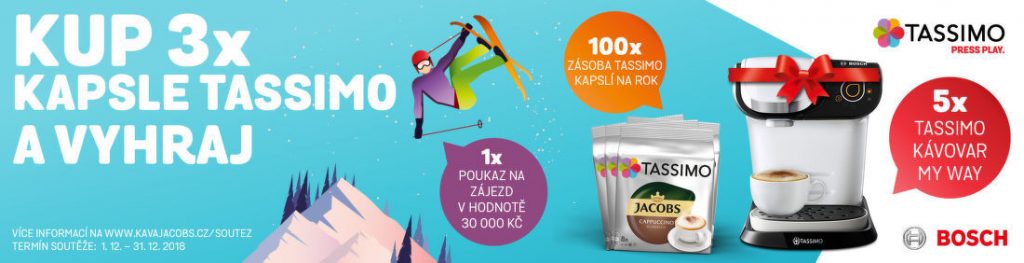 KUP 3x
KAPSLE TASSIMO
A VYHRAJ
VÍCE INFORMACÍ NA WWW.KAVAJACOBS.CZ/SOUTEZ
TERMÍN SOUTĚŽE: 1. 12. – 31. 12. 2018
1x
POUKAZ NA
ZÁJEZD
V HODNOTĚ
30 000 KČ
100x
ZÁSOBA TASSIMO
KAPSLÍ NA ROK
TASSIMO
JACOBS
CAPPUCCINO
BOSCH
TASSIMO
TASSIMO
PRESS PLAY.
5x
TASSIMO
KÁVOVAR
MY WAY
BOSCH